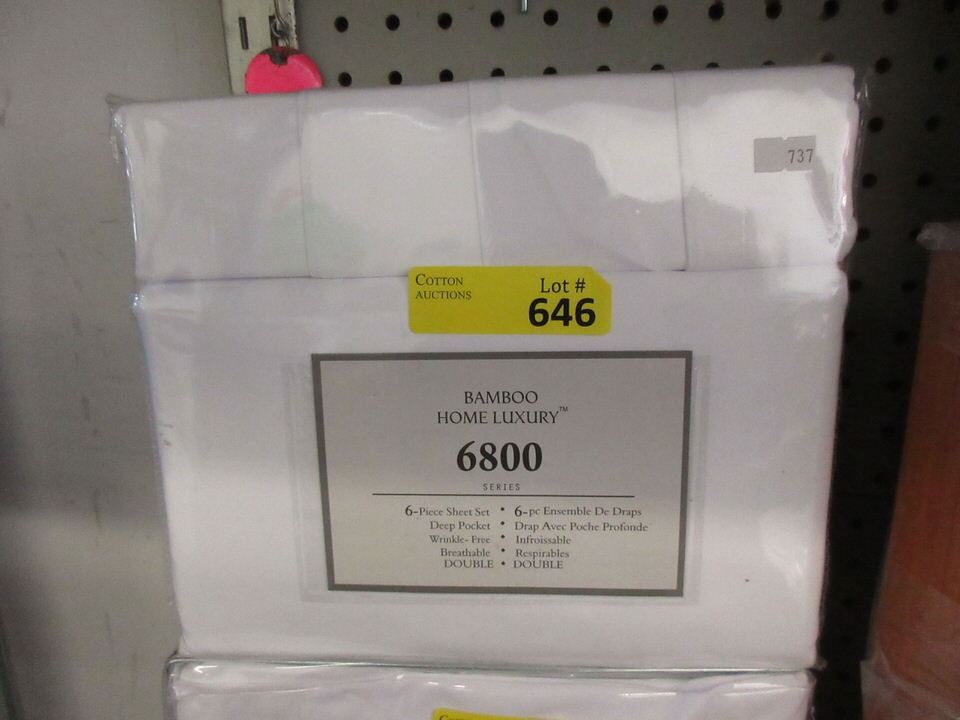 737
COTTON
AUCTIONS
Lot #
646
BAMBOO
HOME LUXURY™
6800
SERIES
6-Piece Sheet Set • 6-pc Ensemble De Draps
Deep Pocket • Drap Avec Poche Profonde
Wrinkle- Free • Infroissable
Breathable • Respirables
DOUBLE • DOUBLE